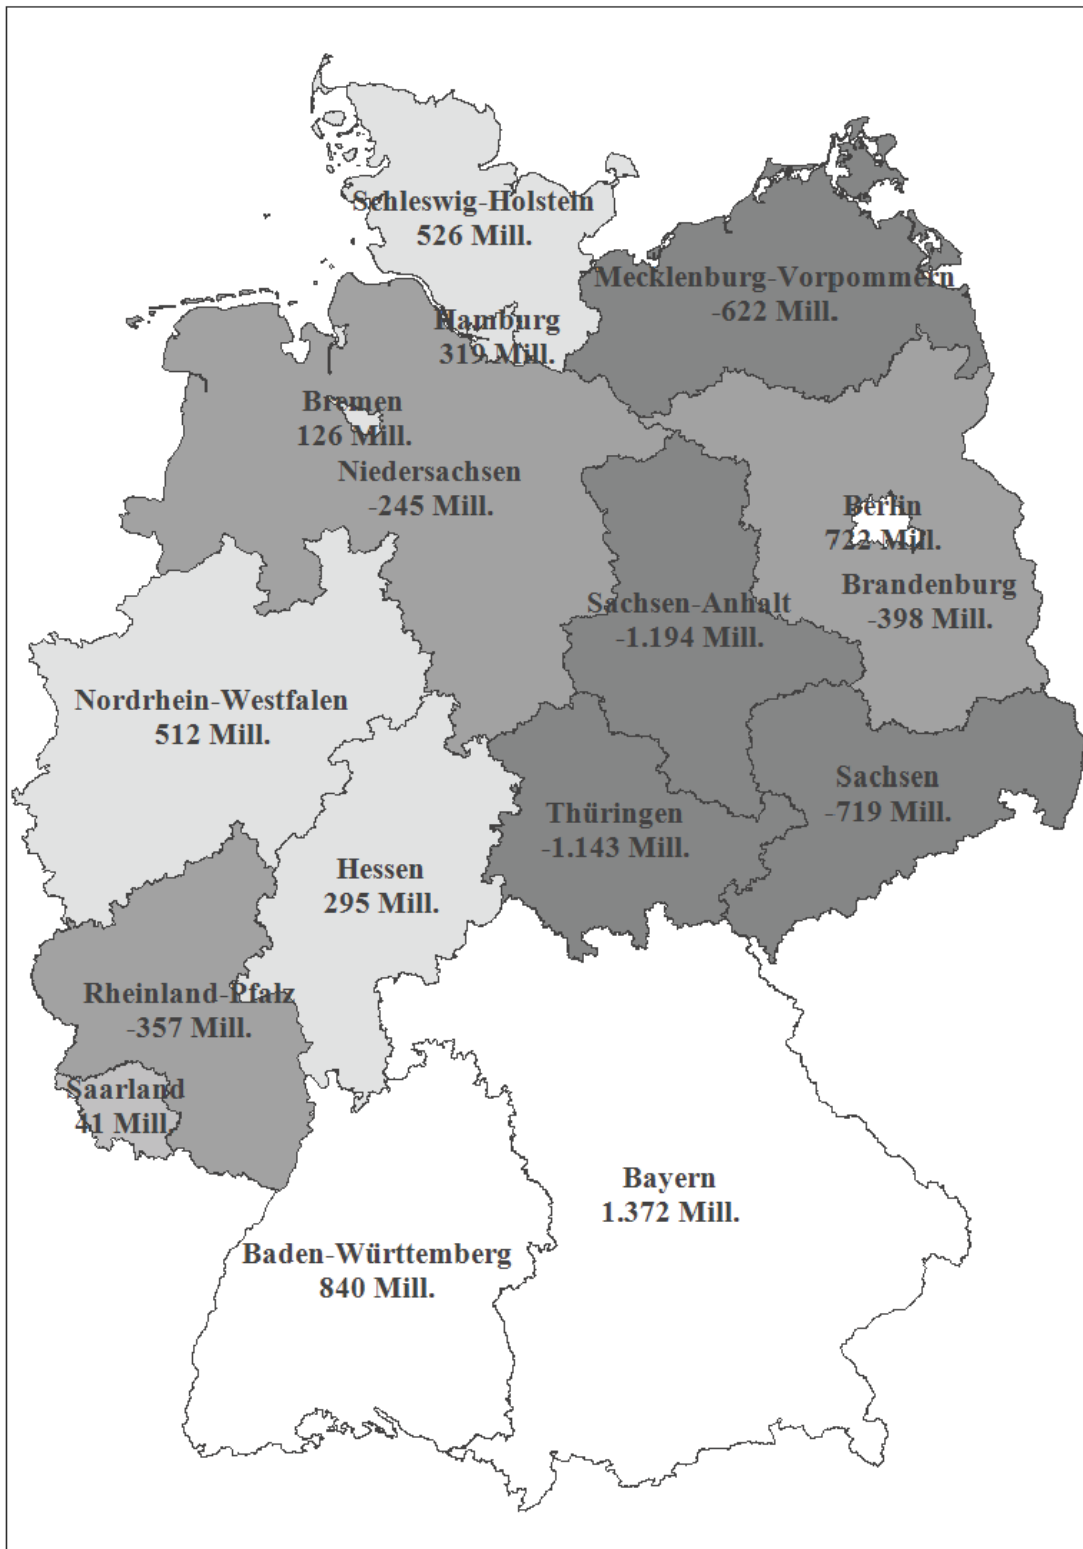 Schleswig-Holstein
526 Mill.
Mecklenburg-Vorpommern
-622 Mill.
Hamburg
319 Mill.
Bremen
126 Mill.
Niedersachsen
-245 Mill.
Berlin
722 Mill.
Brandenburg
-398 Mill.
Sachsen-Anhalt
-1.194 Mill.
Nordrhein-Westfalen
512 Mill.
Sachsen
-719 Mill.
Thüringen
-1.143 Mill.
Hessen
295 Mill.
Rheinland-Pfalz
-357 Mill.
Saarland
41 Mill.
Bayern
1.372 Mill.
Baden-Württemberg
840 Mill.